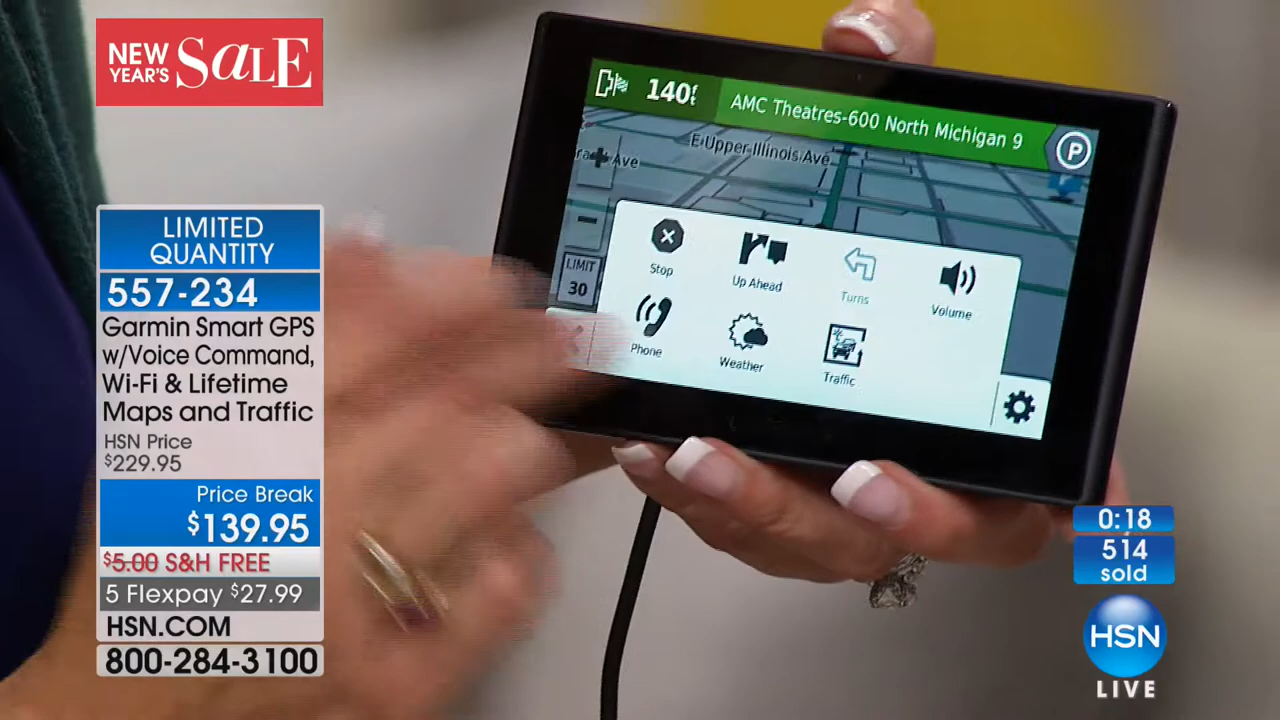 NEW
YEAR'S
SALE
LIMITED
QUANTITY
557-234
Garmin Smart GPS
w/Voice Command,
Wi-Fi & Lifetime
Maps and Traffic
HSN Price
$229.95
Price Break
$139.95
$5.00 S&H FREE
5 Flexpay $27.99
HSN.COM
800-284-3100
140ft
AMC Theatres-600 North Michigan 9
P
E Upper Illinois Ave
Ave
LIMIT
30
Stop
Up Ahead
Turns
Volume
Phone
Weather
Traffic
0:18
514
sold
HSN
LIVE